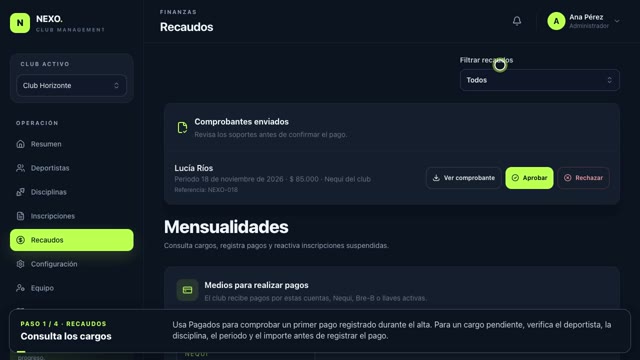 N
NEXO.
CLUB MANAGEMENT
CLUB ACTIVO
Club Horizonte
OPERACIÓN
Resumen
Deportistas
Disciplinas
Inscripciones
Recaudos
Configuración
Equipo
FINANZAS
Recaudos
A
Ana Pérez
Administrador
Filtrar recaudos
Todos
Comprobantes enviados
Revisa los soportes antes de confirmar el pago.
Lucía Ríos
Periodo 18 de noviembre de 2026 · $ 85.000 · Nequi del club
Referencia: NEXO-018
Ver comprobante
Aprobar
Rechazar
Mensualidades
Consulta cargos, registra pagos y reactiva inscripciones suspendidas.
Medios para realizar pagos
El club recibe pagos por estas cuentas, Nequi, Bre-B o llaves activas.
PASO 1 / 4 · RECAUDOS
Consulta los cargos
Usa Pagados para comprobar un primer pago registrado durante el alta. Para un cargo pendiente, verifica el deportista, la
disciplina, el periodo y el importe antes de registrar el pago.
progreso.
NEQUI